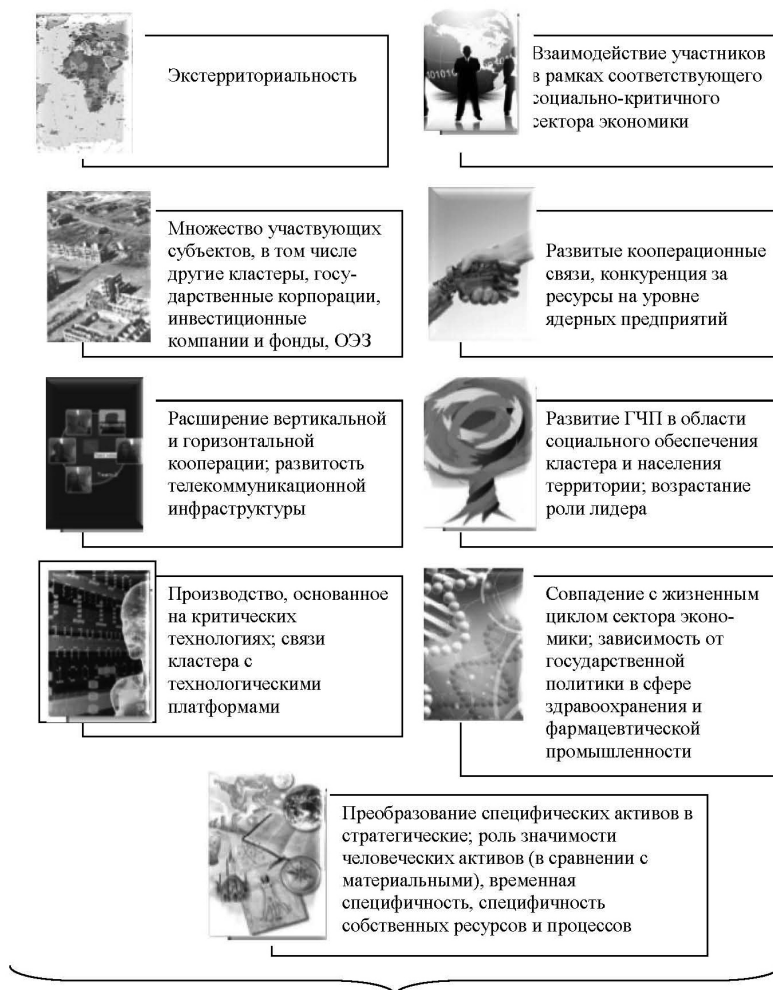 Экстерриториальность
Взаимодействие участников
в рамках соответствующего
социально-критичного
сектора экономики
Множество участвующих
субъектов, в том числе
другие кластеры, госу-
дарственные корпорации,
инвестиционные
компании и фонды, ОЭЗ
Развитые кооперационные
связи, конкуренция за
ресурсы на уровне
ядерных предприятий
Расширение вертикальной
и горизонтальной
кооперации; развитость
телекоммуникационной
инфраструктуры
Развитие ГЧП в области
социального обеспечения
кластера и населения
территории; возрастание
роли лидера
Производство, основанное
на критических
технологиях; связи
кластера с
технологическими
платформами
Совпадение с жизненным
циклом сектора эконо-
мики; зависимость от
государственной
политики в сфере
здравоохранения и
фармацевтической
промышленности
Преобразование специфических активов в
стратегические; роль значимости
человеческих активов (в сравнении с
материальными), временная
специфичность, специфичность
собственных ресурсов и процессов